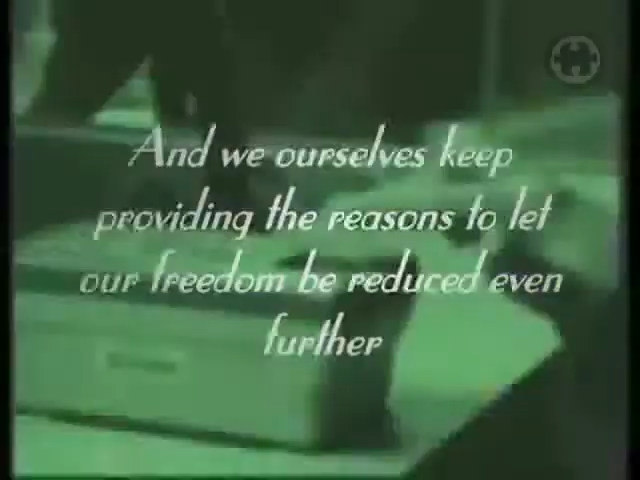 And we ourselves keep
providing the reasons to let
our freedom be reduced even
further